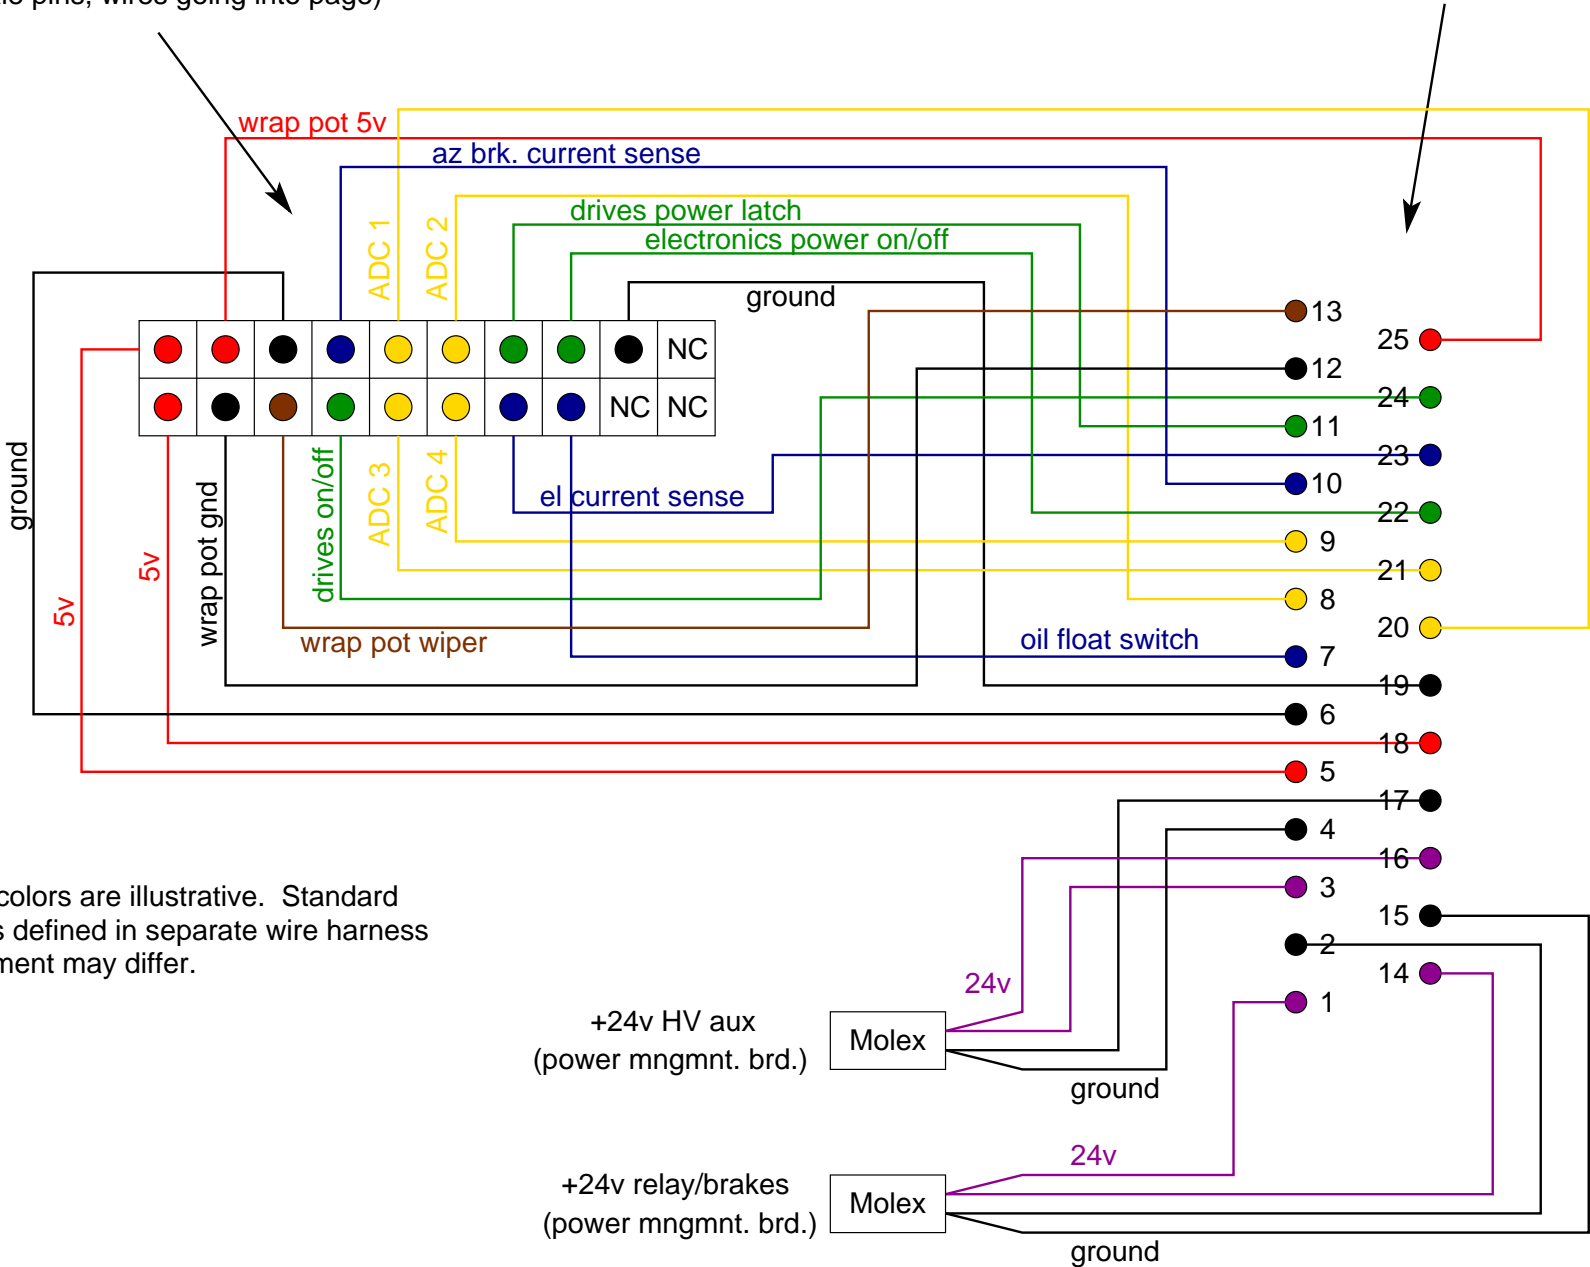 pins, wires going into page)
wrap pot 5v
az brk. current sense
drives power latch
electronics power on/off
ADC 1
ADC 2
ground
NC
NC NC
13
25
12
24
11
23
10
22
9
21
8
20
7
19
6
18
5
17
4
16
3
15
2
14
1
ground
5v
5v
wrap pot gnd
drives on/off
ADC 3
ADC 4
el current sense
wrap pot wiper
oil float switch
colors are illustrative. Standard
defined in separate wire harness
may differ.
24v
+24v HV aux
(power mngmnt. brd.)
Molex
ground
24v
+24v relay/brakes
(power mngmnt. brd.)
Molex
ground